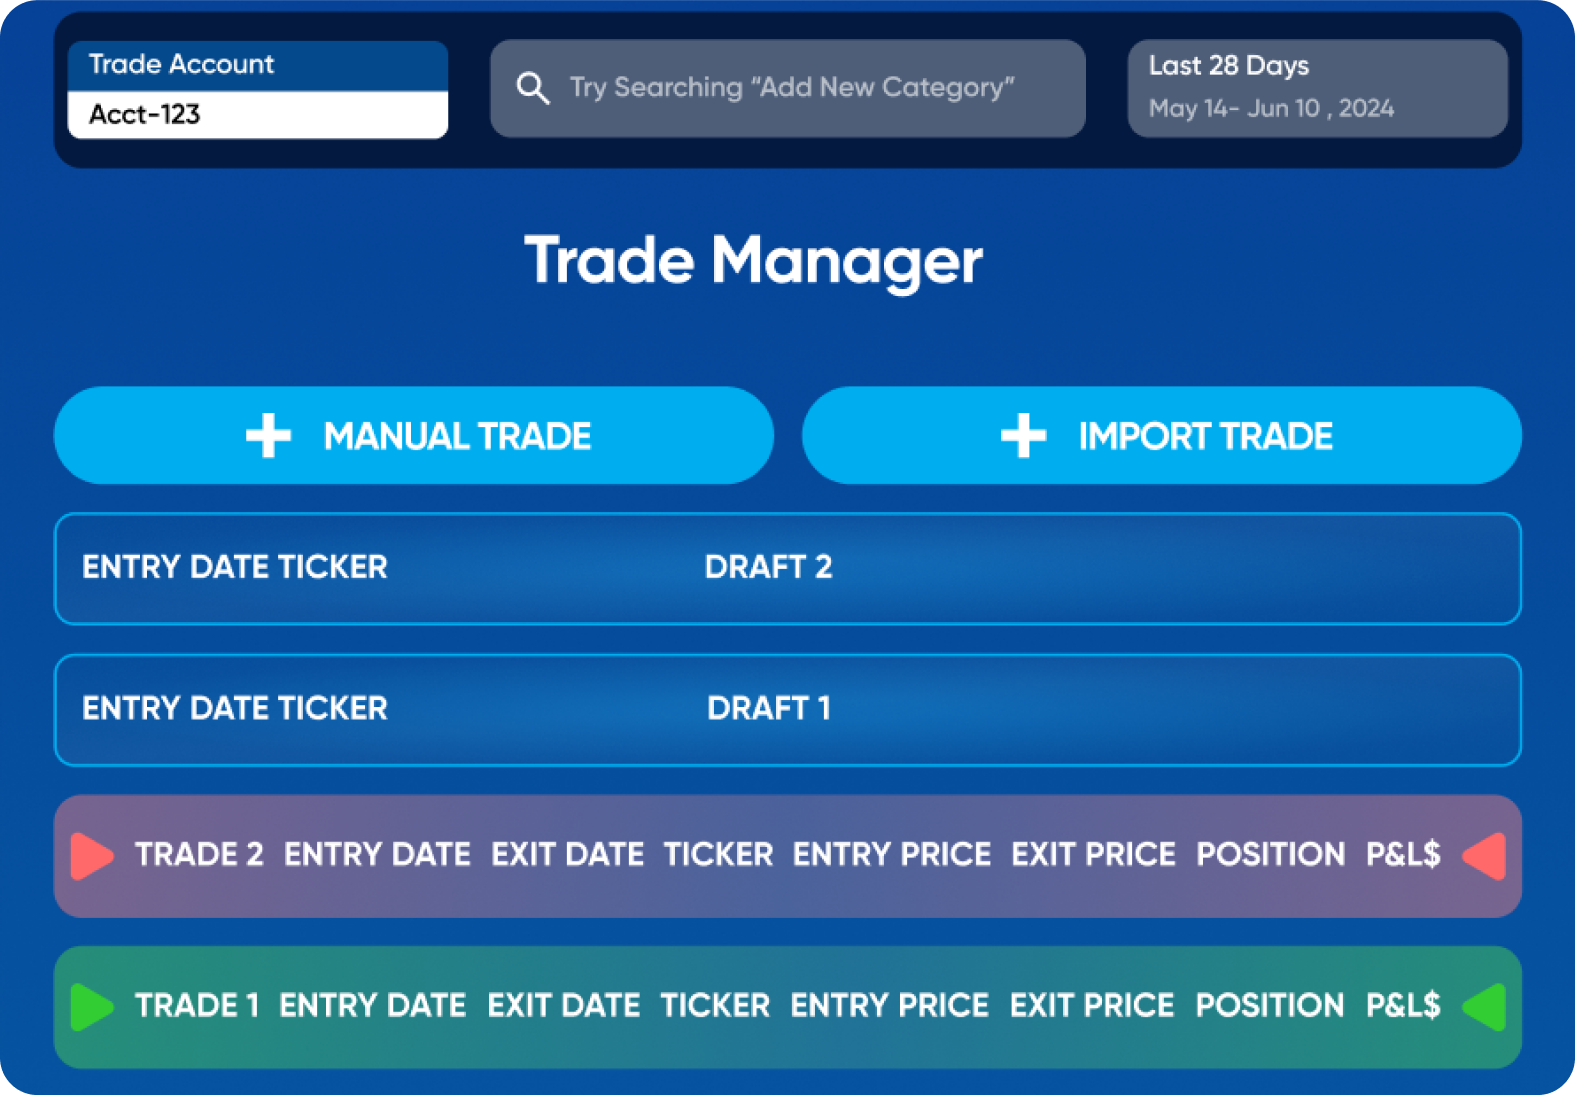 Trade Account
Acct-123
Try Searching “Add New Category”
Last 28 Days
May 14- Jun 10 , 2024
Trade Manager
MANUAL TRADE
IMPORT TRADE
ENTRY DATE TICKER DRAFT 2
ENTRY DATE TICKER DRAFT 1
TRADE 2 ENTRY DATE EXIT DATE TICKER ENTRY PRICE EXIT PRICE POSITION P&L$
TRADE 1 ENTRY DATE EXIT DATE TICKER ENTRY PRICE EXIT PRICE POSITION P&L$